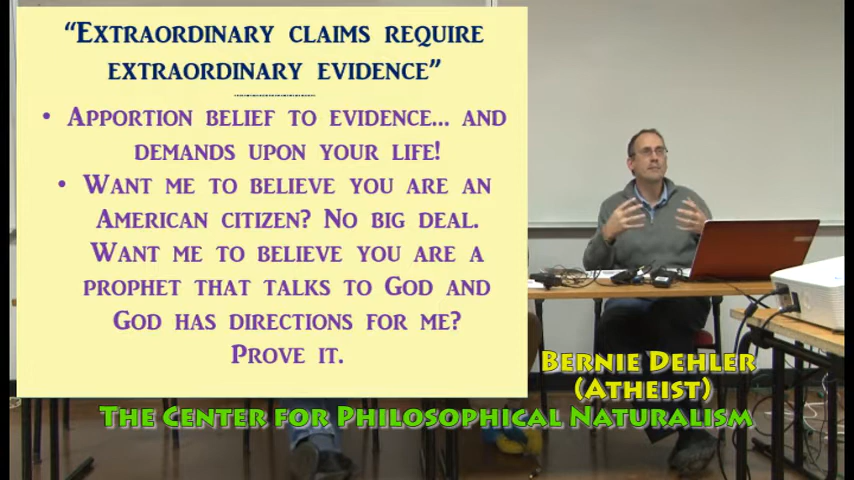 “Extraordinary claims require
extraordinary evidence”
• Apportion belief to evidence... and
demands upon your life!
• Want me to believe you are an
American citizen? No big deal.
Want me to believe you are a
prophet that talks to God and
God has directions for me?
Prove it.
Bernie Dehler
(Atheist)
The Center for Philosophical Naturalism